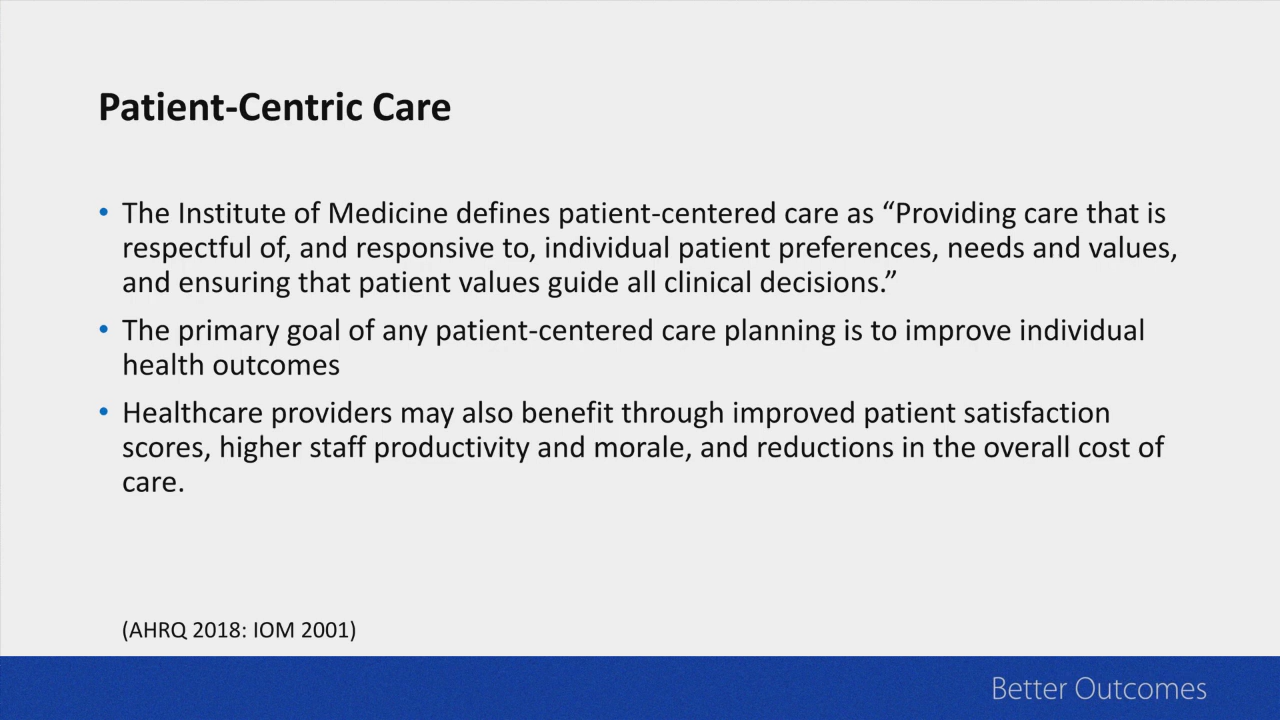 Patient-Centric Care
• The Institute of Medicine defines patient-centered care as “Providing care that is
respectful of, and responsive to, individual patient preferences, needs and values,
and ensuring that patient values guide all clinical decisions.”
• The primary goal of any patient-centered care planning is to improve individual
health outcomes
• Healthcare providers may also benefit through improved patient satisfaction
scores, higher staff productivity and morale, and reductions in the overall cost of
care.
(AHRQ 2018: IOM 2001)
Better Outcomes